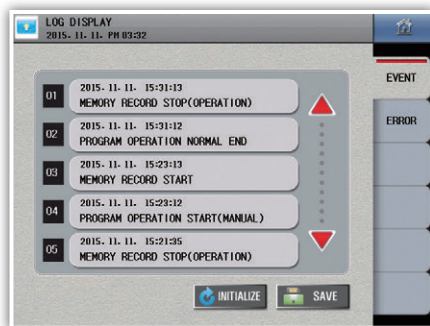 LOG DISPLAY
2015. 11. 11. PM 03:32
EVENT
ERROR
01
2015. 11. 11. 15:31:13
MEMORY RECORD STOP(OPERATION)
02
2015. 11. 11. 15:31:12
PROGRAM OPERATION NORMAL END
03
2015. 11. 11. 15:23:13
MEMORY RECORD START
04
2015. 11. 11. 15:23:12
PROGRAM OPERATION START(MANUAL)
05
2015. 11. 11. 15:21:35
MEMORY RECORD STOP(OPERATION)
INITIALIZE
SAVE